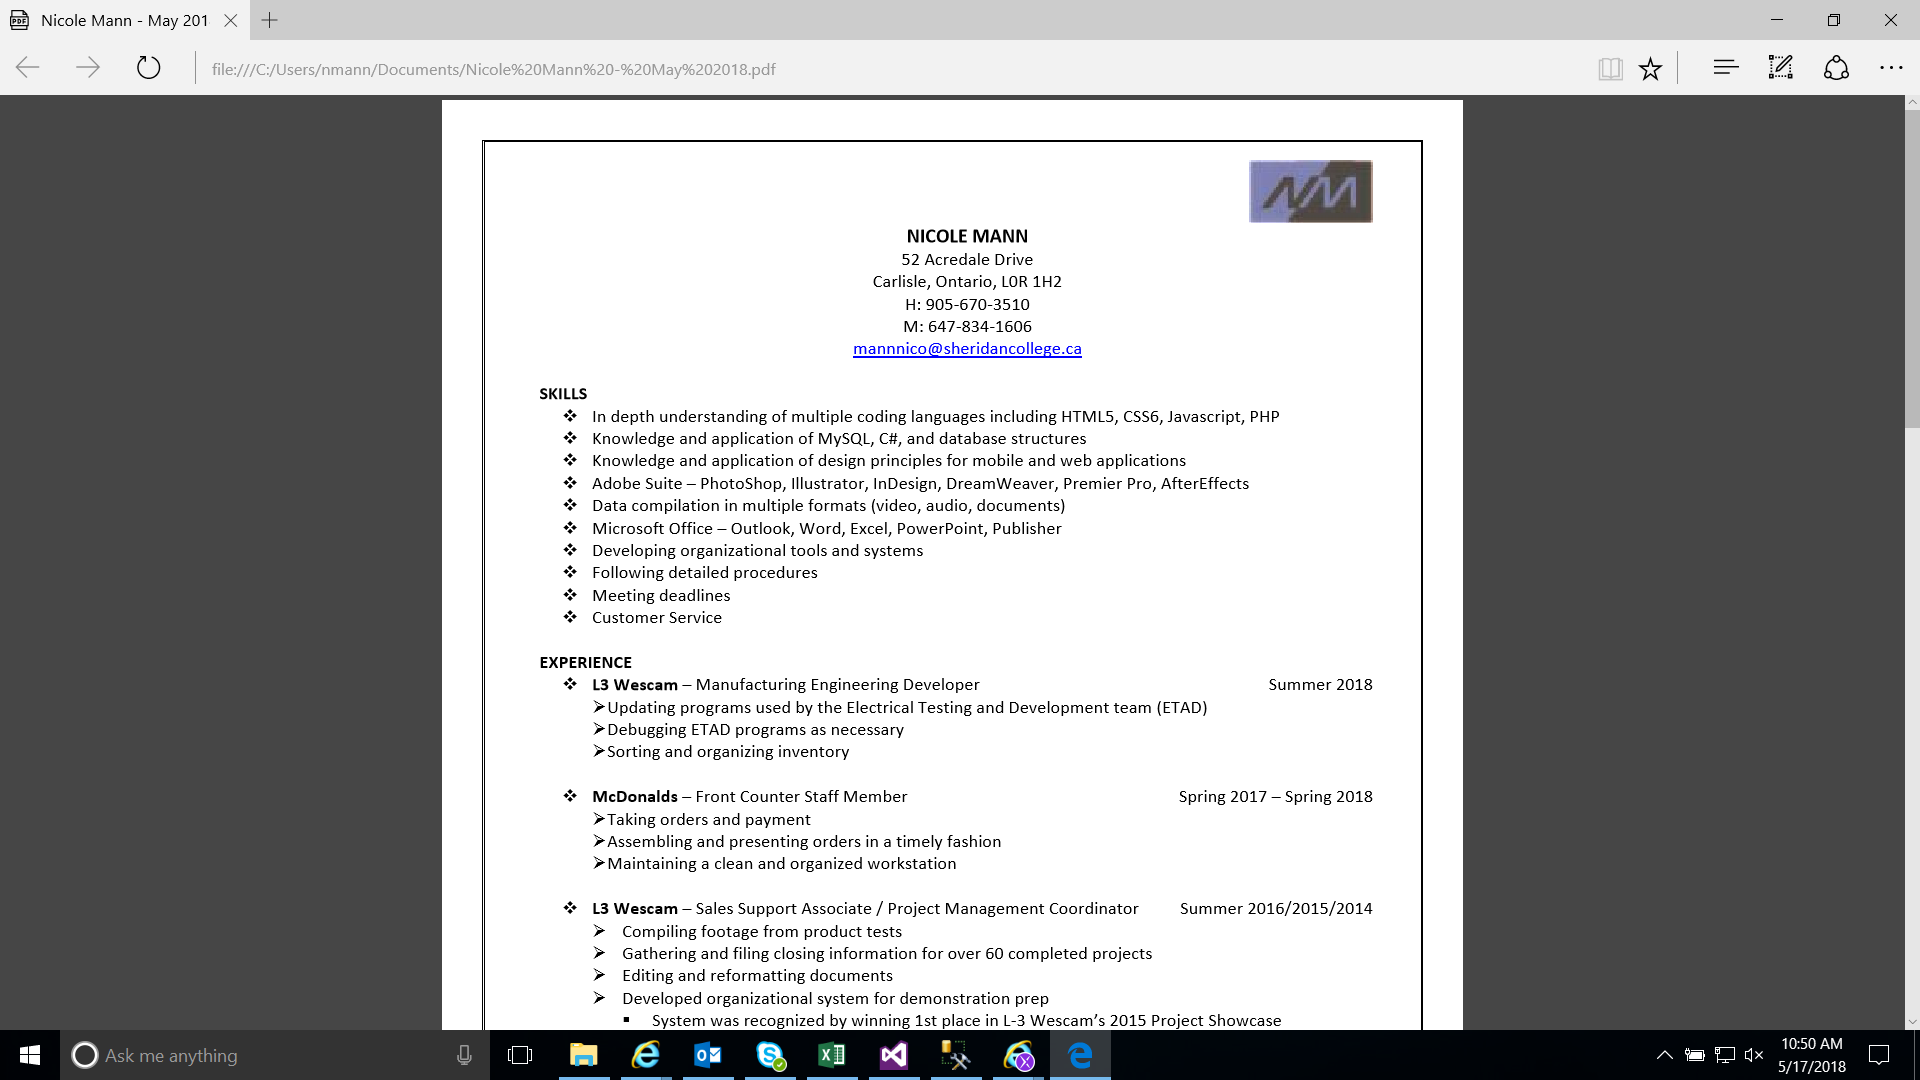 Nicole Mann - May 201
file:///C:/Users/nmann/Documents/Nicole%20Mann%20-%20May%202018.pdf
NM
NICOLE MANN
52 Acredale Drive
Carlisle, Ontario, L0R 1H2
H: 905-670-3510
M: 647-834-1606
mannnico@sheridancollege.ca
SKILLS
❖ In depth understanding of multiple coding languages including HTML5, CSS6, Javascript, PHP
❖ Knowledge and application of MySQL, C#, and database structures
❖ Knowledge and application of design principles for mobile and web applications
❖ Adobe Suite – PhotoShop, Illustrator, InDesign, DreamWeaver, Premier Pro, AfterEffects
❖ Data compilation in multiple formats (video, audio, documents)
❖ Microsoft Office – Outlook, Word, Excel, PowerPoint, Publisher
❖ Developing organizational tools and systems
❖ Following detailed procedures
❖ Meeting deadlines
❖ Customer Service
EXPERIENCE
❖ L3 Wescam – Manufacturing Engineering Developer Summer 2018
➢Updating programs used by the Electrical Testing and Development team (ETAD)
➢Debugging ETAD programs as necessary
➢Sorting and organizing inventory
❖ McDonalds – Front Counter Staff Member Spring 2017 – Spring 2018
➢Taking orders and payment
➢Assembling and presenting orders in a timely fashion
➢Maintaining a clean and organized workstation
❖ L3 Wescam – Sales Support Associate / Project Management Coordinator Summer 2016/2015/2014
➢ Compiling footage from product tests
➢ Gathering and filing closing information for over 60 completed projects
➢ Editing and reformatting documents
➢ Developed organizational system for demonstration prep
▪ System was recognized by winning 1st place in L-3 Wescam’s 2015 Project Showcase
Ask me anything
10:50 AM
5/17/2018